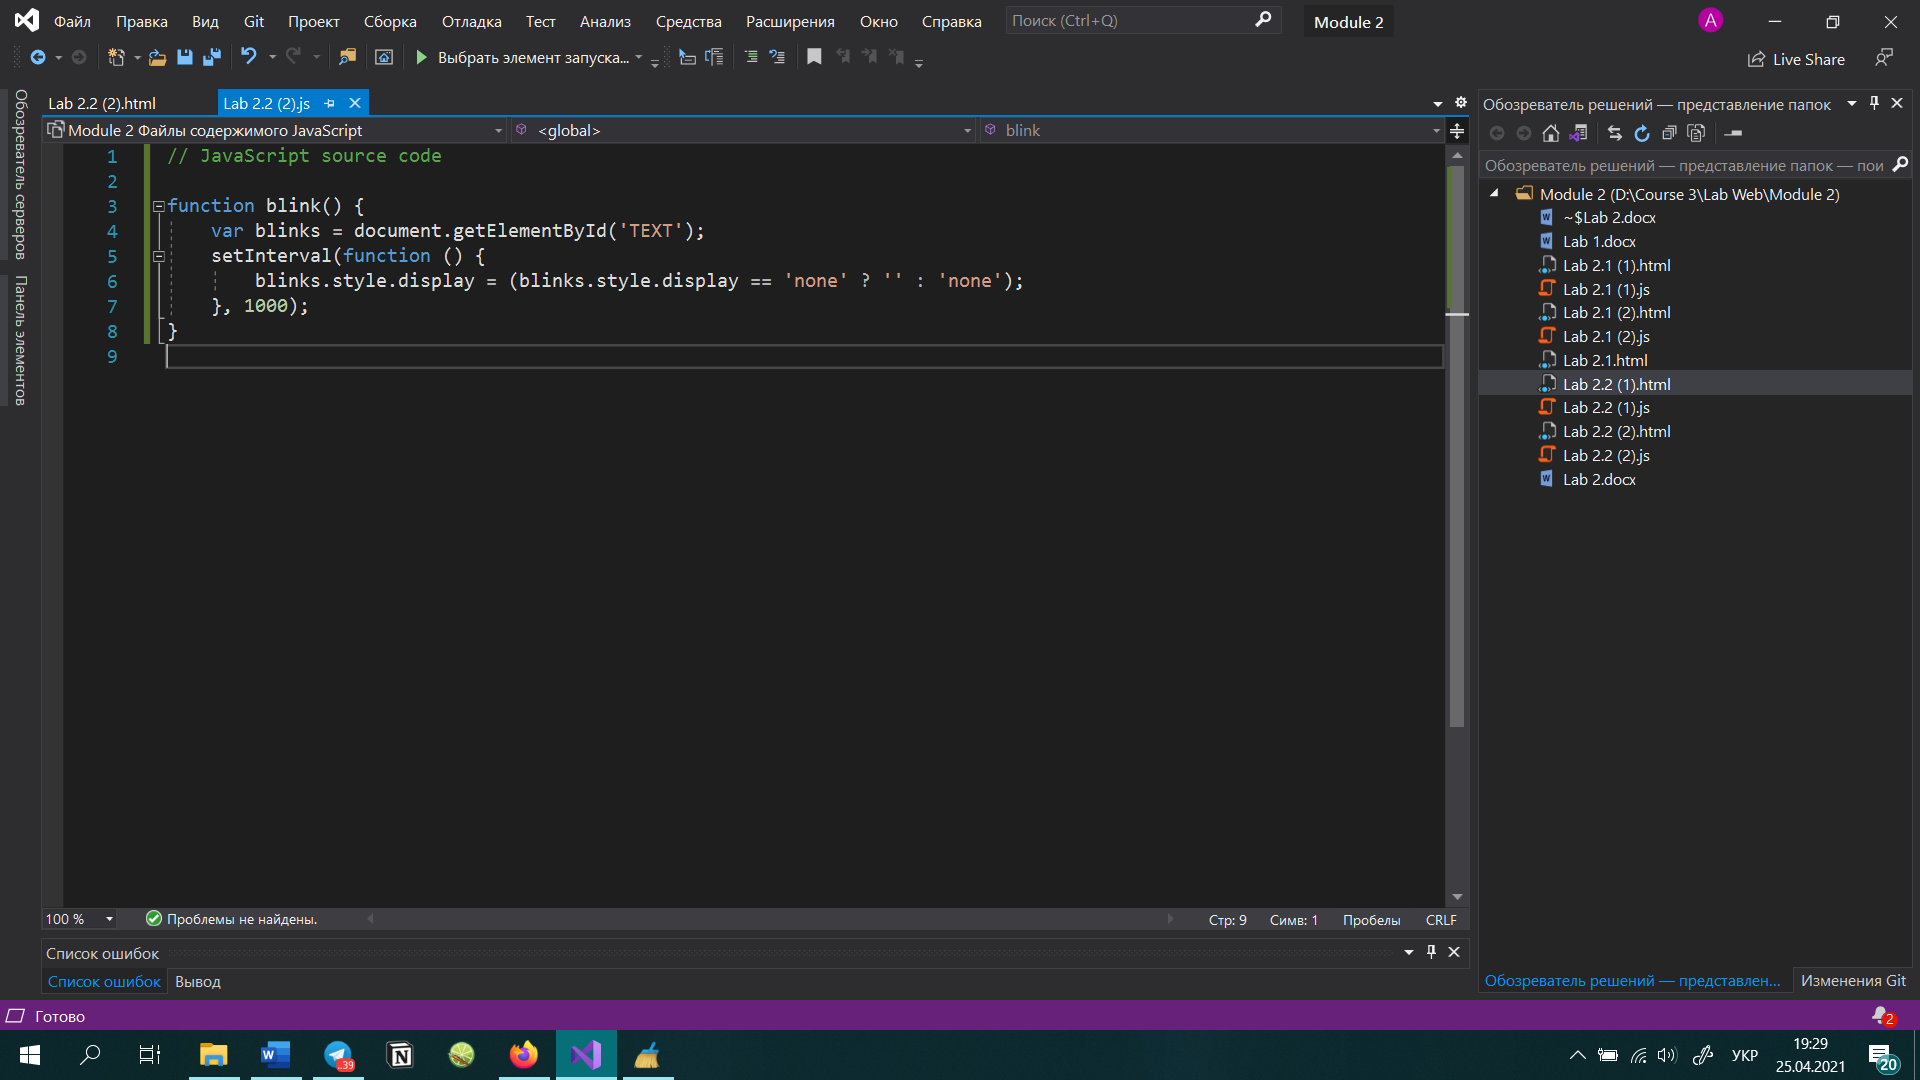 Файл Правка Вид Git Проект Сборка Отладка Тест Анализ Средства Расширения Окно Справка Поиск (Ctrl+Q) Module 2 A
Выбрать элемент запуска... Live Share
Обозреватель серверов
Панель элементов
Lab 2.2 (2).html Lab 2.2 (2).js
Module 2 Файлы содержимого JavaScript <global> blink
1 // JavaScript source code
2
3 function blink() {
4 var blinks = document.getElementById('TEXT');
5 setInterval(function () {
6 blinks.style.display = (blinks.style.display == 'none' ? '' : 'none');
7 }, 1000);
8 }
9
100 % Проблемы не найдены. Стр: 9 Симв: 1 Пробелы CRLF
Список ошибок
Список ошибок Вывод
Обозреватель решений — представление папок
Обозреватель решений — представление папок — пои
Module 2 (D:\Course 3\Lab Web\Module 2)
~$Lab 2.docx
Lab 1.docx
Lab 2.1 (1).html
Lab 2.1 (1).js
Lab 2.1 (2).html
Lab 2.1 (2).js
Lab 2.1.html
Lab 2.2 (1).html
Lab 2.2 (1).js
Lab 2.2 (2).html
Lab 2.2 (2).js
Lab 2.docx
Обозреватель решений — представлен... Изменения Git
Готово 2
39 УКР 19:29
25.04.2021 20